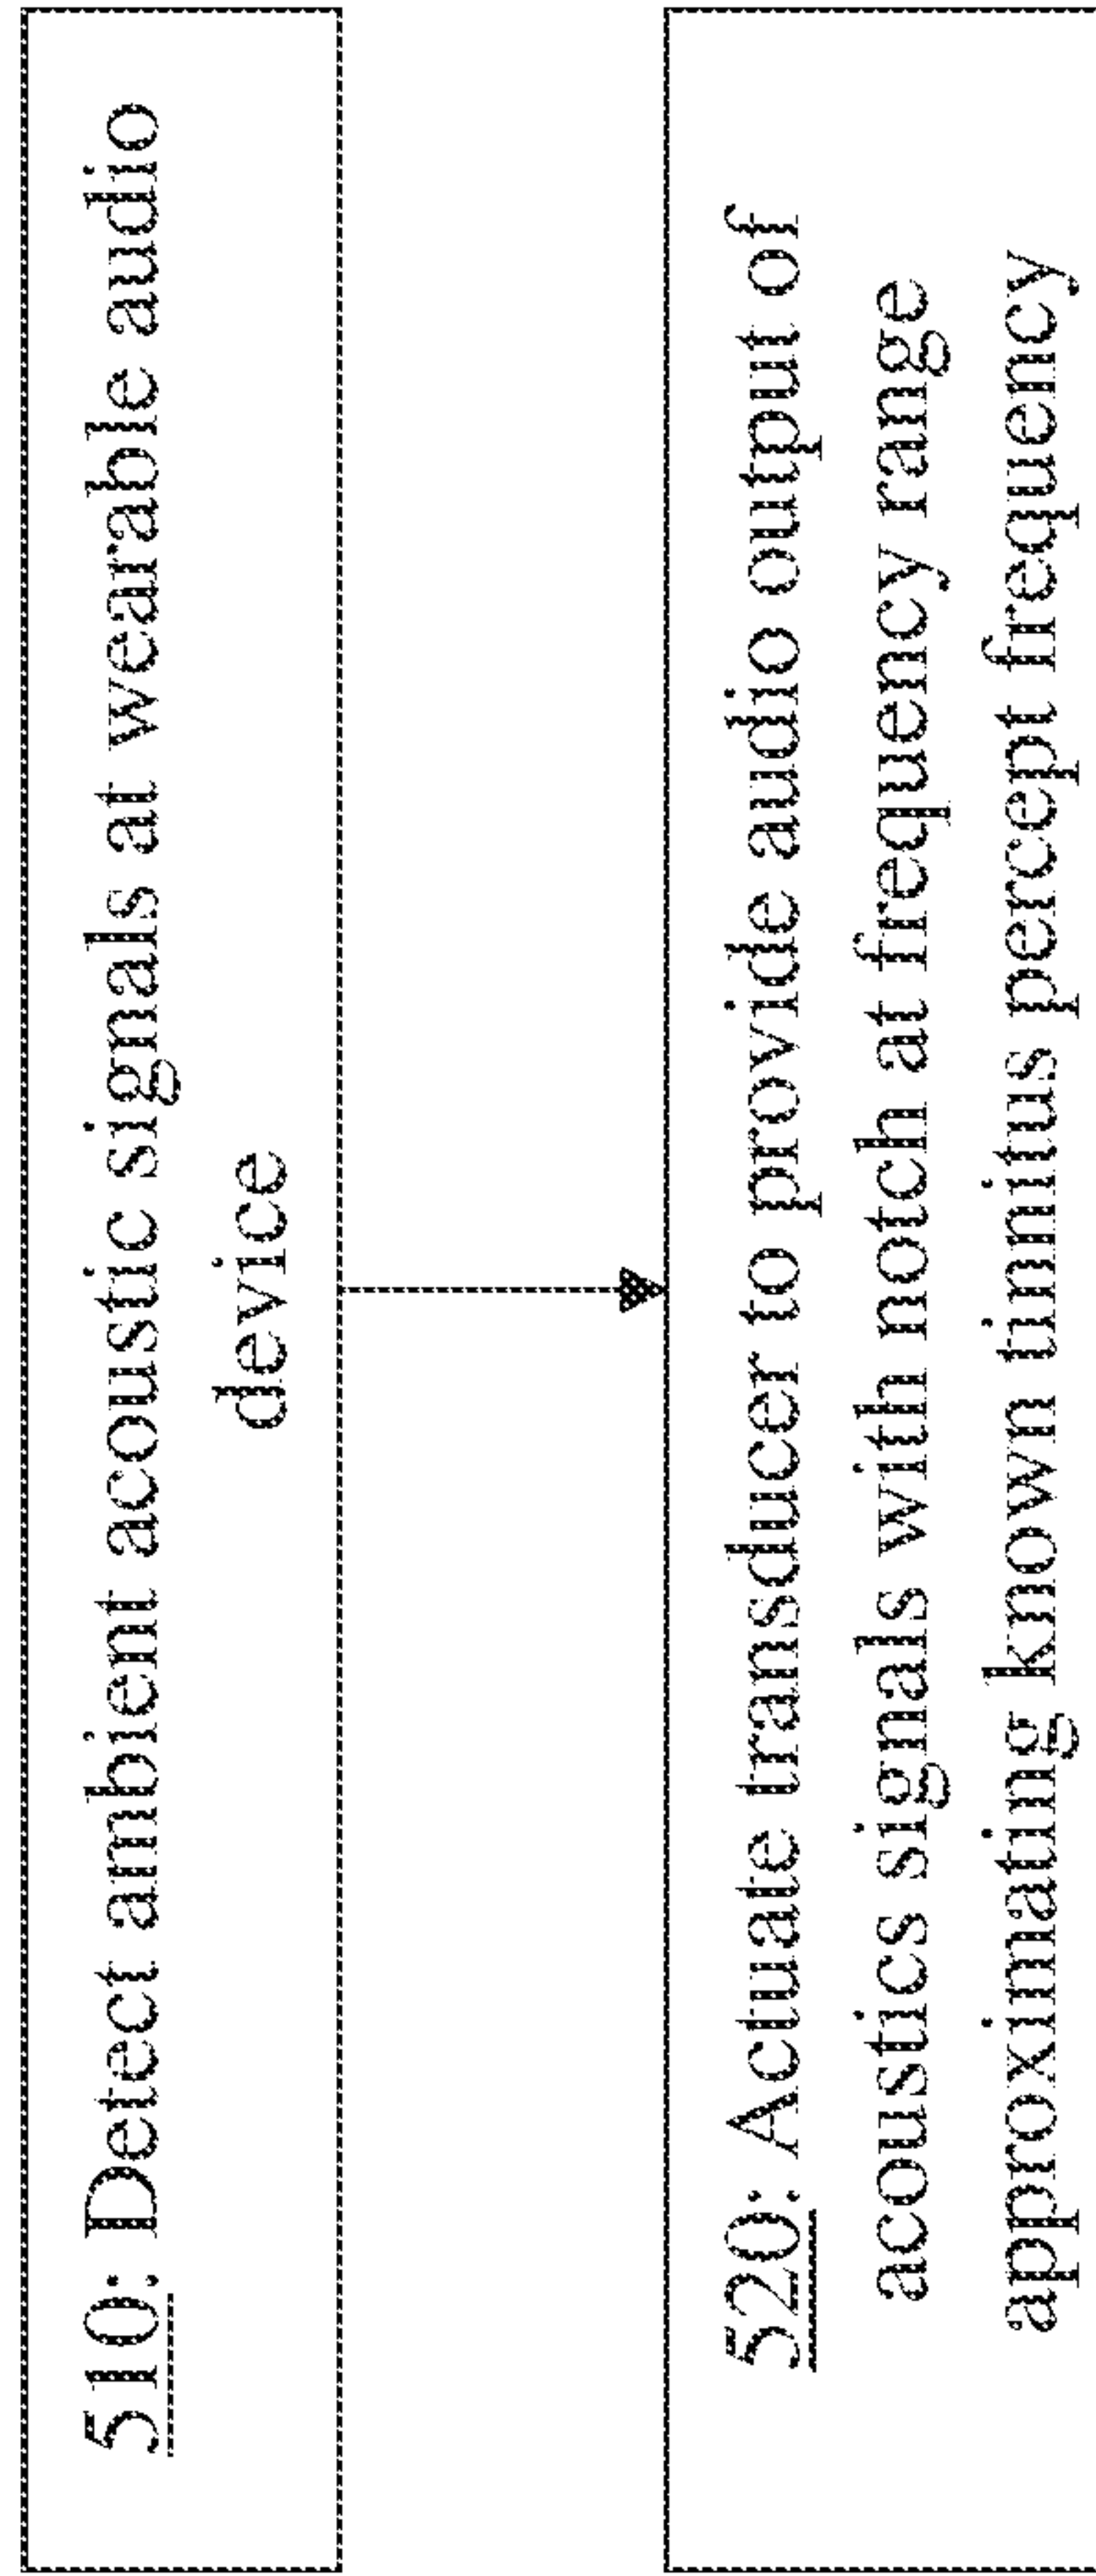 510: Detect ambient acoustic signals at wearable audio
device
520: Actuate transducer to provide audio output of
acoustics signals with notch at frequency range
approximating known tinnitus percept frequency